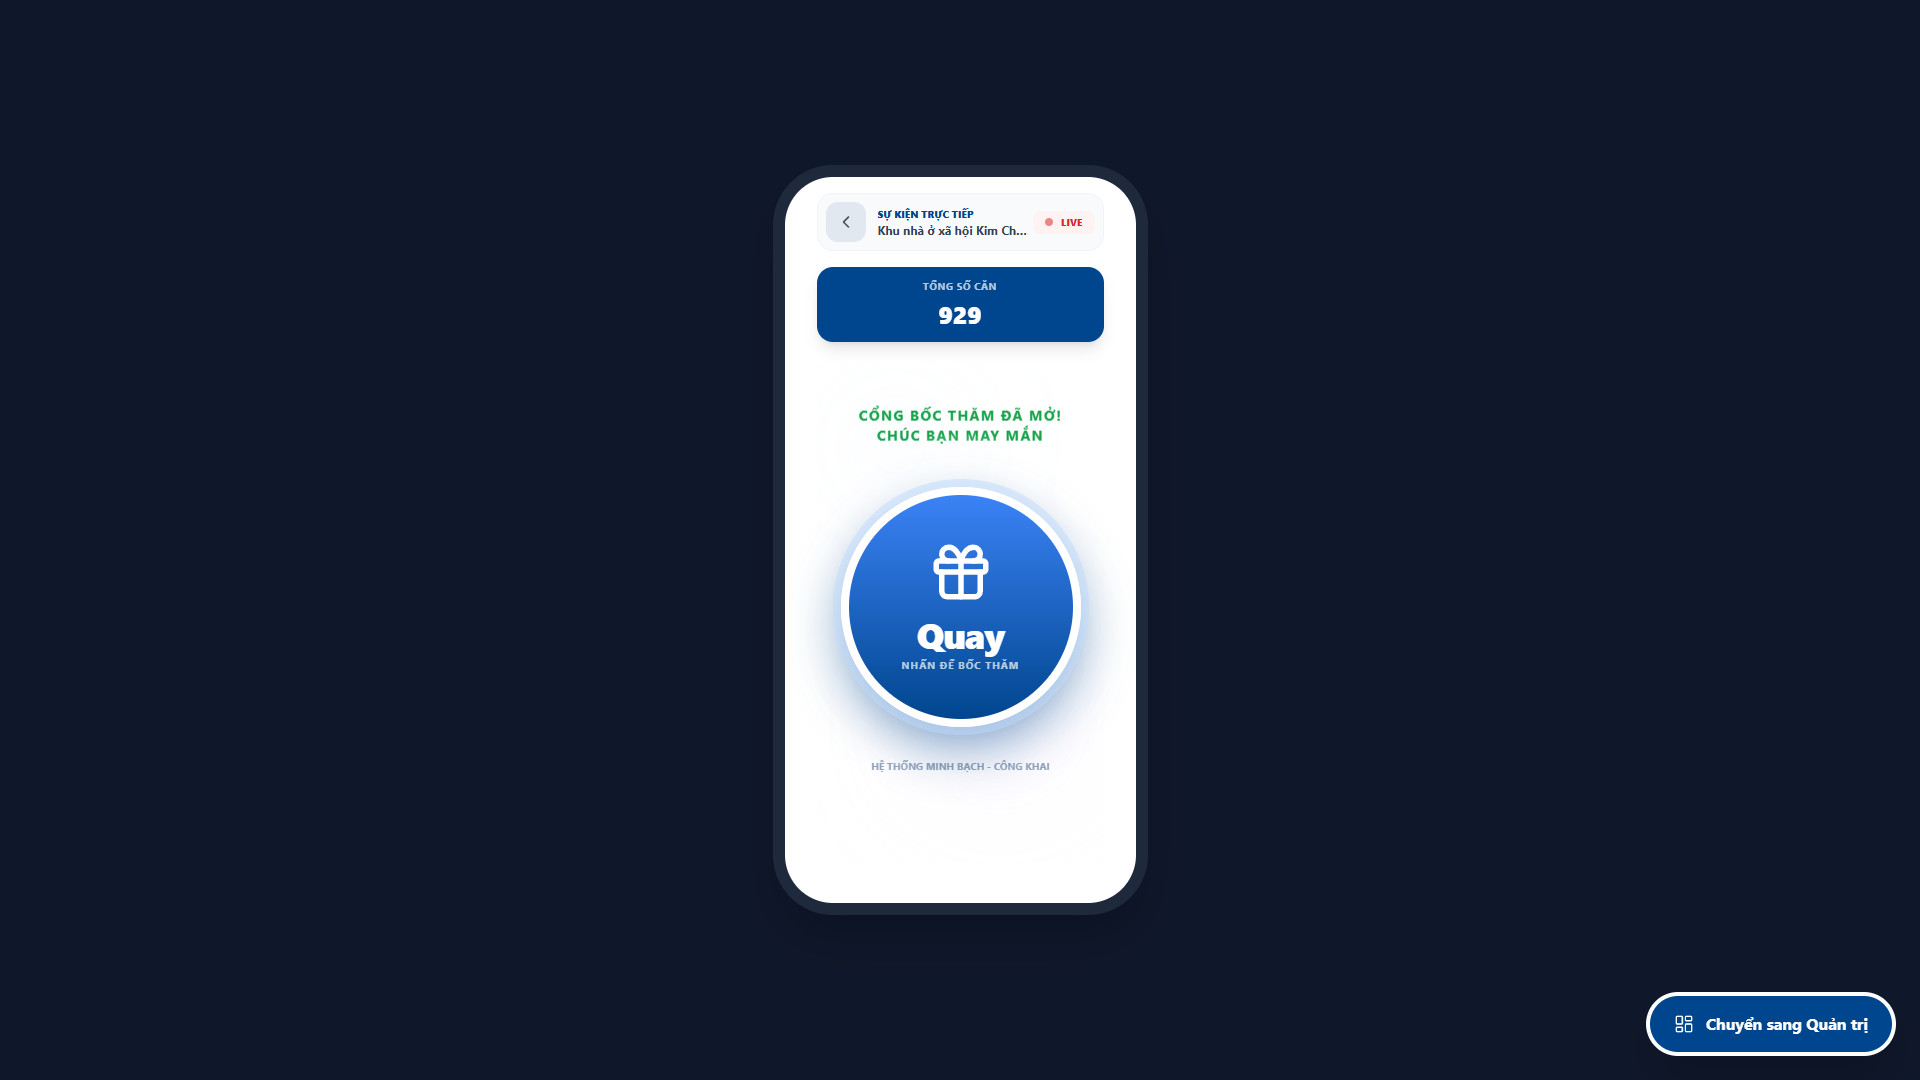 SỰ KIỆN TRỰC TIẾP
Khu nhà ở xã hội Kim Ch...
LIVE
TỔNG SỐ CĂN
929
CỔNG BỐC THĂM ĐÃ MỞ!
CHÚC BẠN MAY MẮN
Quay
NHẤN ĐỂ BỐC THĂM
HỆ THỐNG MINH BẠCH - CÔNG KHAI
Chuyển sang Quản trị